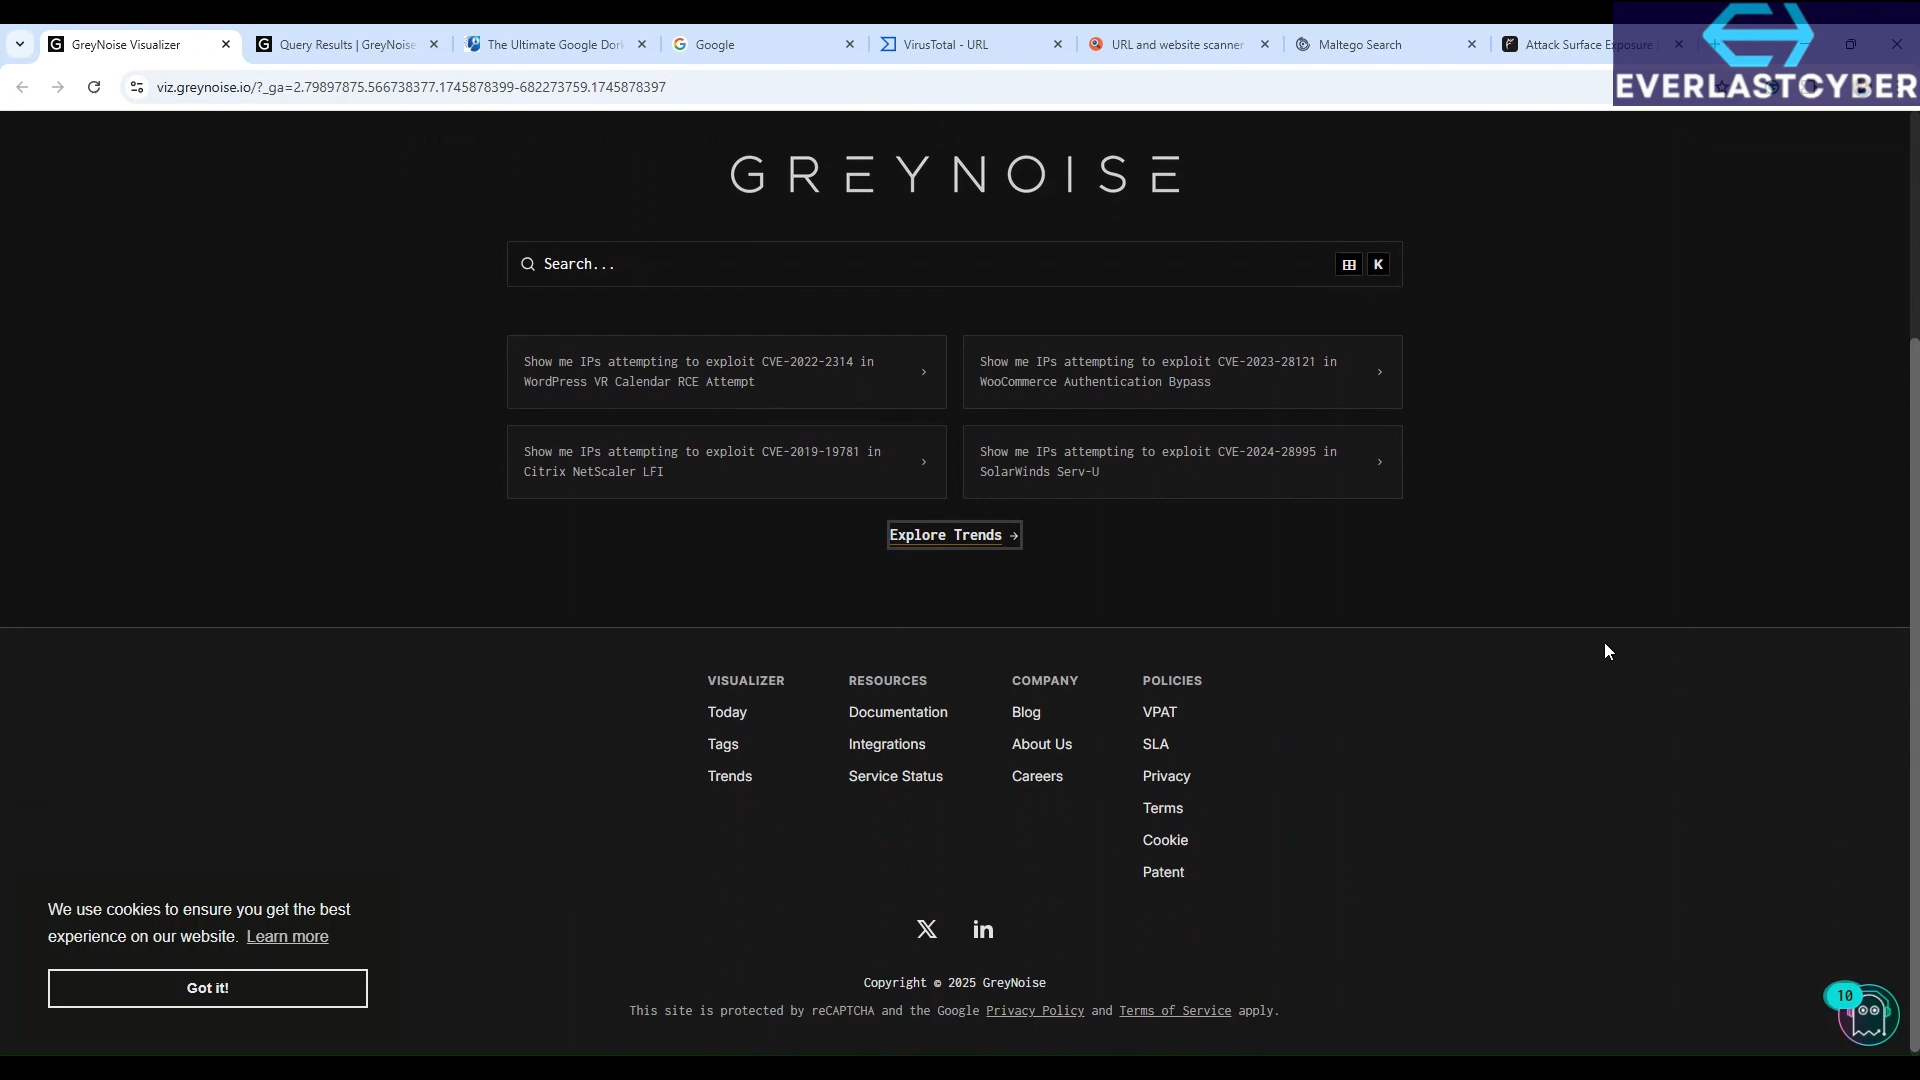 GreyNoise Visualizer
Query Results | GreyNoise
The Ultimate Google Dor
Google
VirusTotal - URL
URL and website scanner
Maltego Search
Attack Surface Exposure
EVERLASTCYBER
viz.greynoise.io/?_ga=2.79897875.566738377.1745878399-682273759.1745878397
GREYNOISE
Search...
K
Show me IPs attempting to exploit CVE-2022-2314 in
WordPress VR Calendar RCE Attempt
Show me IPs attempting to exploit CVE-2023-28121 in
WooCommerce Authentication Bypass
Show me IPs attempting to exploit CVE-2019-19781 in
Citrix NetScaler LFI
Show me IPs attempting to exploit CVE-2024-28995 in
SolarWinds Serv-U
Explore Trends →
VISUALIZER
Today
Tags
Trends
RESOURCES
Documentation
Integrations
Service Status
COMPANY
Blog
About Us
Careers
POLICIES
VPAT
SLA
Privacy
Terms
Cookie
Patent
We use cookies to ensure you get the best
experience on our website. Learn more
Got it!
Copyright © 2025 GreyNoise
This site is protected by reCAPTCHA and the Google Privacy Policy and Terms of Service apply.
10